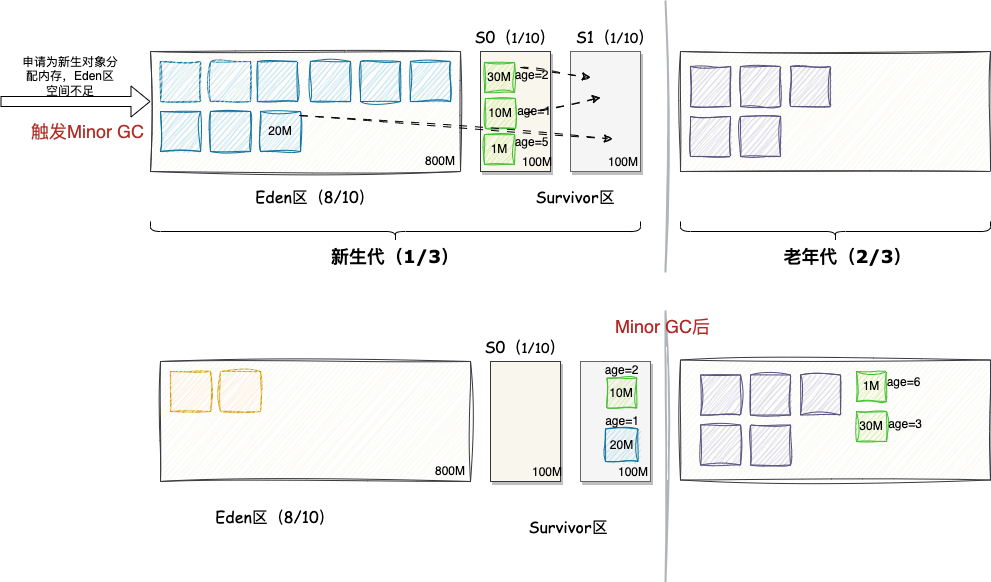 S0（1/10）
S1（1/10）
申请为新生对象分
配内存，Eden区
空间不足
触发Minor GC
20M
800M
30M
age=2
10M
age=1
1M
age=5
100M
100M
Eden区（8/10）
Survivor区
新生代（1/3）
老年代（2/3）
Minor GC后
S0（1/10）
800M
100M
age=2
10M
age=1
20M
100M
1M
age=6
30M
age=3
Eden区（8/10）
Survivor区